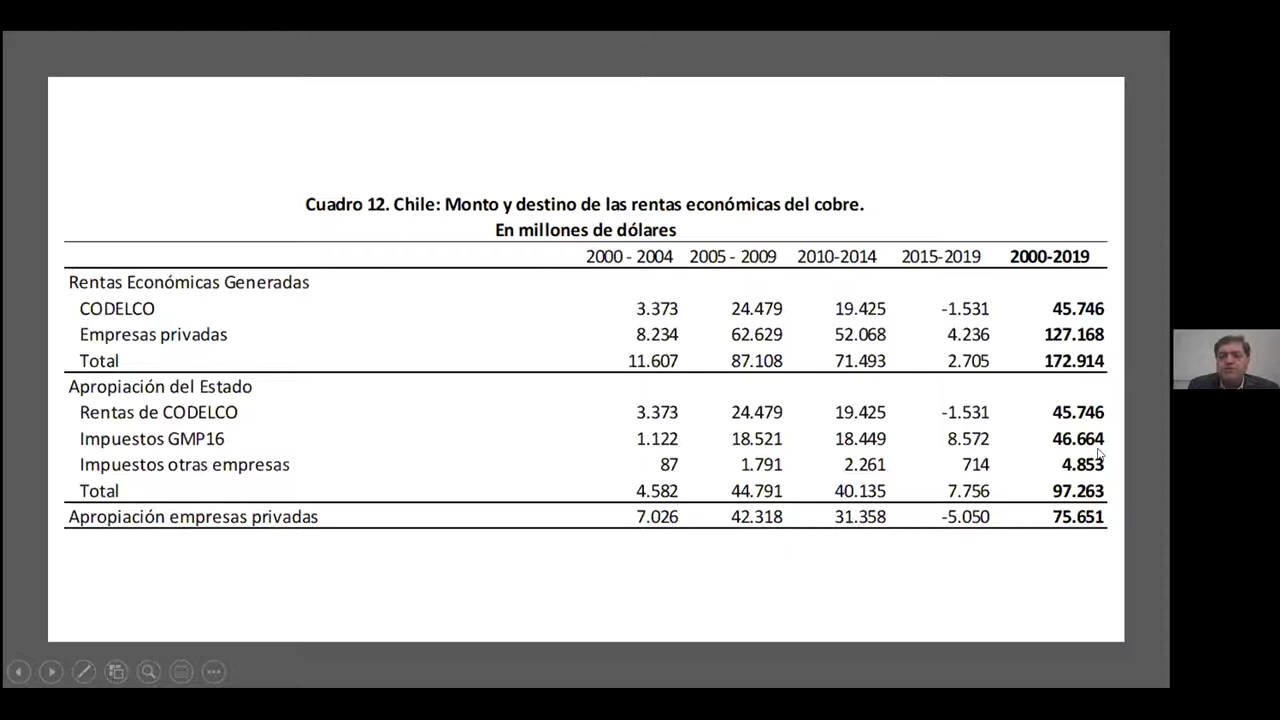 Cuadro 12. Chile: Monto y destino de las rentas económicas del cobre.
En millones de dólares
2000 - 2004 2005 - 2009 2010-2014 2015-2019 2000-2019
Rentas Económicas Generadas
CODELCO 3.373 24.479 19.425 -1.531 45.746
Empresas privadas 8.234 62.629 52.068 4.236 127.168
Total 11.607 87.108 71.493 2.705 172.914
Apropiación del Estado
Rentas de CODELCO 3.373 24.479 19.425 -1.531 45.746
Impuestos GMP16 1.122 18.521 18.449 8.572 46.664
Impuestos otras empresas 87 1.791 2.261 714 4.853
Total 4.582 44.791 40.135 7.756 97.263
Apropiación empresas privadas 7.026 42.318 31.358 -5.050 75.651